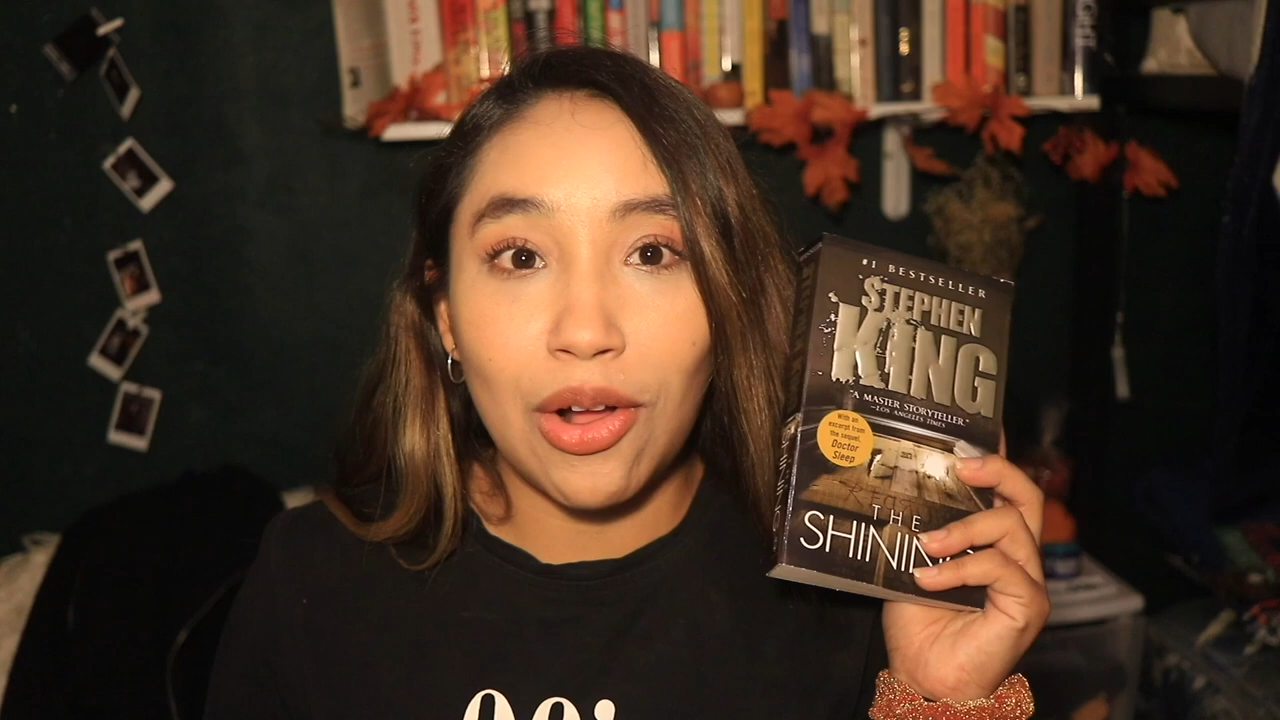 #1 BESTSELLER
STEPHEN
KING
"A MASTER STORYTELLER."
—LOS ANGELES TIMES
With an
excerpt from
the sequel,
Doctor
Sleep
THE
SHININ